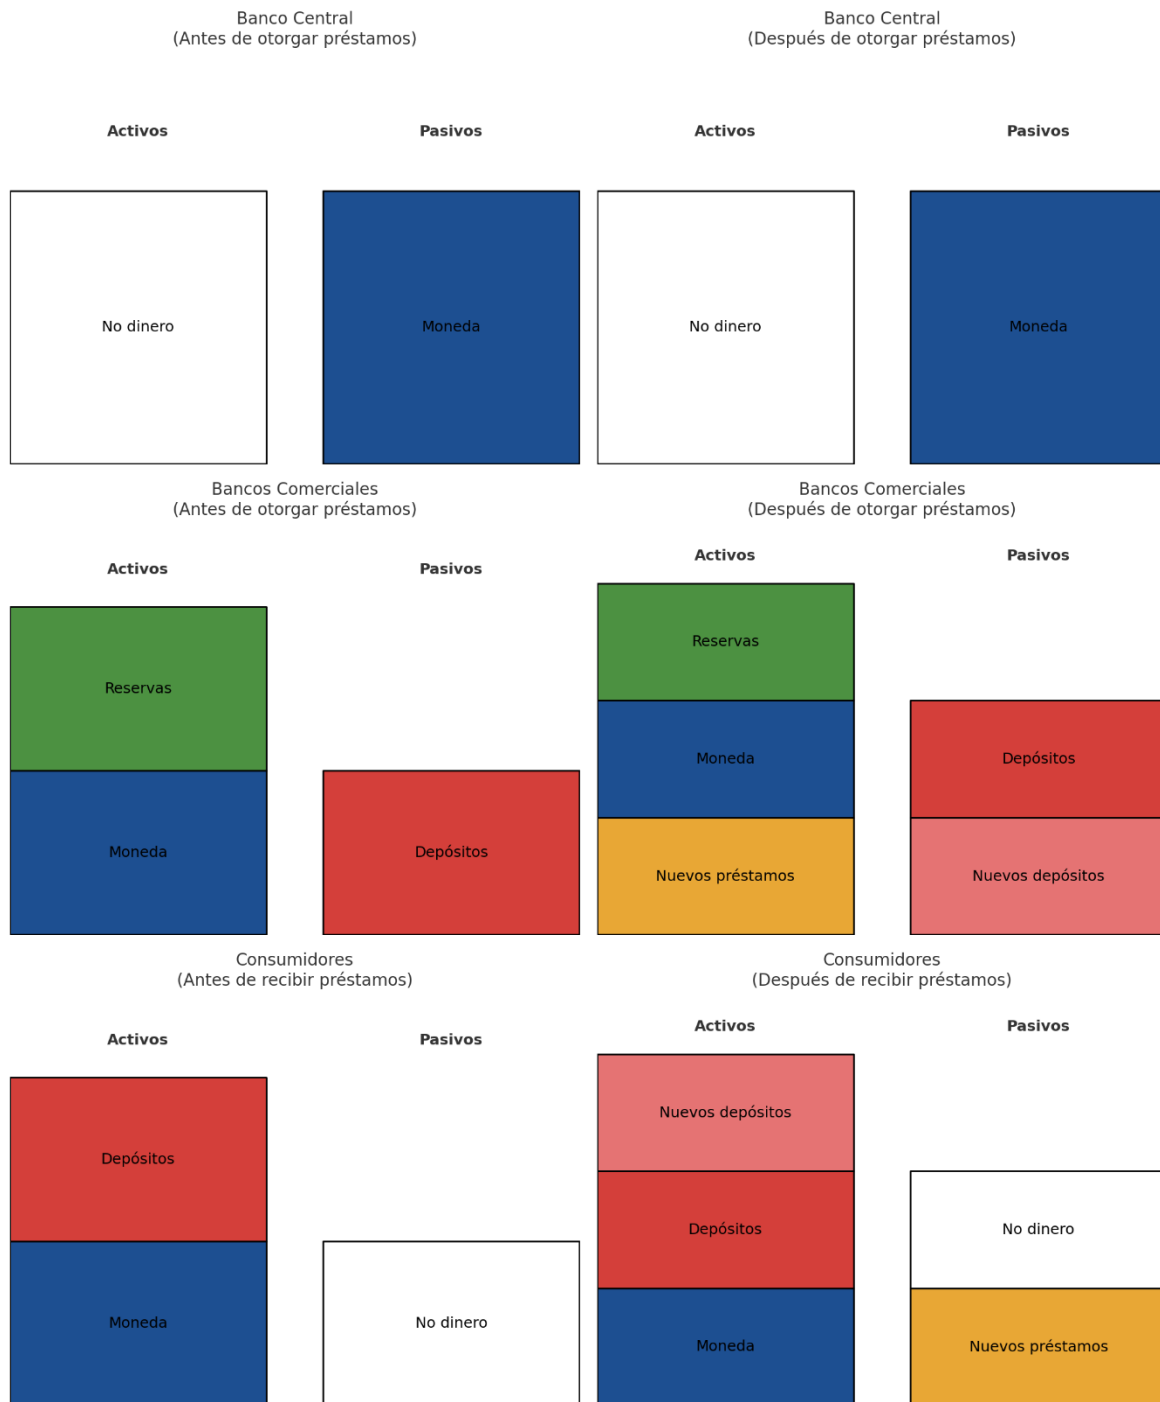 Banco Central
(Antes de otorgar préstamos)
Activos
Pasivos
No dinero
Moneda
Banco Central
(Después de otorgar préstamos)
Activos
Pasivos
No dinero
Moneda
Bancos Comerciales
(Antes de otorgar préstamos)
Activos
Pasivos
Reservas
Moneda
Depósitos
Bancos Comerciales
(Después de otorgar préstamos)
Activos
Pasivos
Reservas
Moneda
Nuevos préstamos
Depósitos
Nuevos depósitos
Consumidores
(Antes de recibir préstamos)
Activos
Pasivos
Depósitos
Moneda
No dinero
Consumidores
(Después de recibir préstamos)
Activos
Pasivos
Nuevos depósitos
Depósitos
Moneda
No dinero
Nuevos préstamos